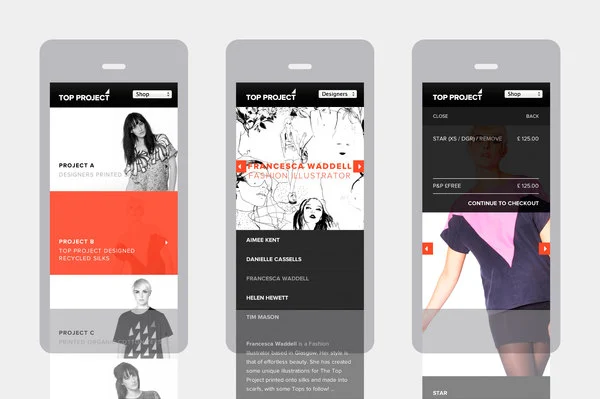 TOP PROJECT
Shop
PROJECT A
DESIGNERS PRINTED
PROJECT B
TOP PROJECT DESIGNED
RECYCLED SILKS
PROJECT C
PRINTED ORGANIC
TOP PROJECT
Designers
FRANCESCA WADDELL
FASHION ILLUSTRATOR
AIMEE KENT
DANIELLE CASSELLS
FRANCESCA WADDELL
HELEN HEWETT
TIM MASON
Francesca Waddell is a Fashion
Illustrator based in Glasgow. Her style is
that of effortless beauty. She has created
some unique illustrations for The Top
Project printed onto silks and made into
scarfs, with some Tops to follow! ...
TOP PROJECT
Shop
CLOSE BACK
STAR (XS / DGR) / REMOVE £ 125.00
P&P £FREE £ 125.00
CONTINUE TO CHECKOUT
STAR